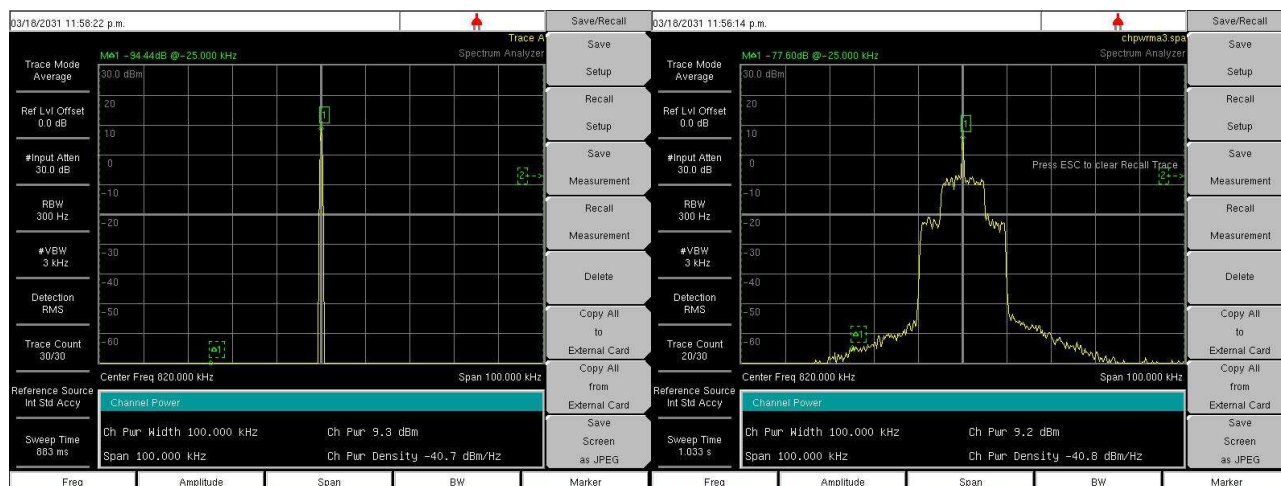 03/18/2031 11:58:22 p.m.
Save/Recall
Trace A
M1 -94.44dB @-25.000 kHz
Spectrum Analyzer
Trace Mode
Average
Ref Lvl Offset
0.0 dB
#Input Atten
30.0 dB
RBW
300 Hz
#VBW
3 kHz
Detection
RMS
Trace Count
30/30
Reference Source
Int Std Accy
Sweep Time
883 ms
30.0 dBm
20
10
0
-10
-20
-30
-40
-50
-60
1
2-->
Δ1
Center Freq 820.000 kHz
Span 100.000 kHz
Channel Power
Ch Pwr Width 100.000 kHz
Ch Pwr 9.3 dBm
Span 100.000 kHz
Ch Pwr Density -40.7 dBm/Hz
Save
Setup
Recall
Setup
Save
Measurement
Recall
Measurement
Delete
Copy All
to
External Card
Copy All
from
External Card
Save
Screen
as JPEG
Freq
Amplitude
Span
BW
Marker
03/18/2031 11:56:14 p.m.
Save/Recall
chpwrma3.spa
M1 -77.60dB @-25.000 kHz
Spectrum Analyzer
Trace Mode
Average
Ref Lvl Offset
0.0 dB
#Input Atten
30.0 dB
RBW
300 Hz
#VBW
3 kHz
Detection
RMS
Trace Count
20/30
Reference Source
Int Std Accy
Sweep Time
1.033 s
30.0 dBm
20
10
0
-10
-20
-30
-40
-50
-60
1
Press ESC to clear Recall Trace
2-->
Δ1
Center Freq 820.000 kHz
Span 100.000 kHz
Channel Power
Ch Pwr Width 100.000 kHz
Ch Pwr 9.2 dBm
Span 100.000 kHz
Ch Pwr Density -40.8 dBm/Hz
Save
Setup
Recall
Setup
Save
Measurement
Recall
Measurement
Delete
Copy All
to
External Card
Copy All
from
External Card
Save
Screen
as JPEG
Freq
Amplitude
Span
BW
Marker